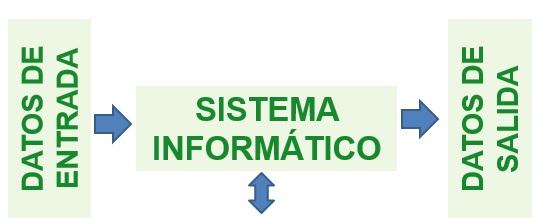 DATOS DE
ENTRADA
SISTEMA
INFORMÁTICO
DATOS DE
SALIDA